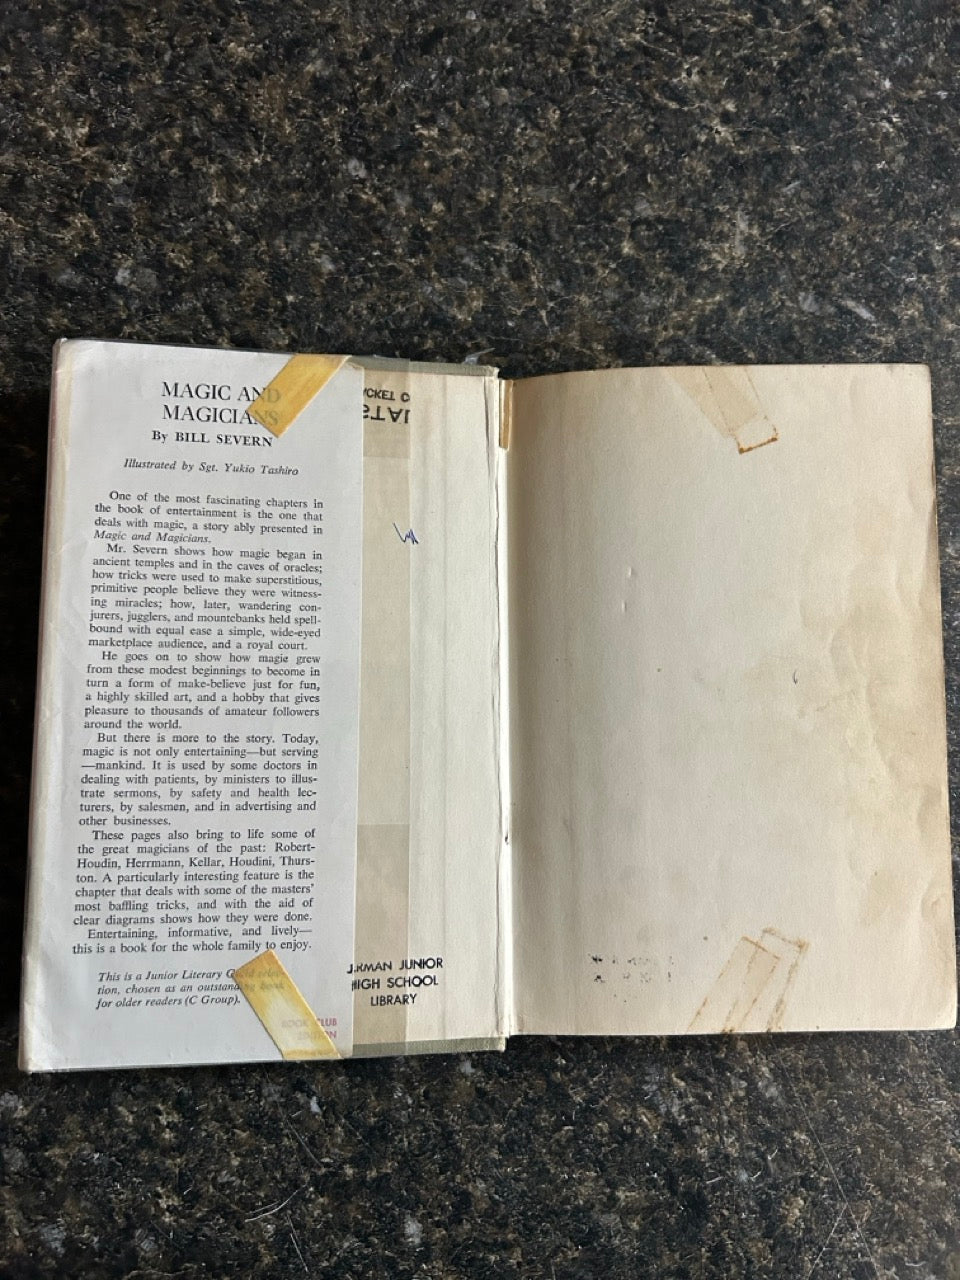 MAGIC AND
MAGICIANS
By BILL SEVERN
Illustrated by Sgt. Yukio Tashiro
One of the most fascinating chapters in
the book of entertainment is the one that
deals with magic, a story ably presented in
Magic and Magicians.
Mr. Severn shows how magic began in
ancient temples and in the caves of oracles;
how tricks were used to make superstitious,
primitive people believe they were witness-
ing miracles; how, later, wandering con-
jurers, jugglers, and mountebanks held spell-
bound with equal ease a simple, wide-eyed
marketplace audience, and a royal court.
He goes on to show how magic grew
from these modest beginnings to become in
turn a form of make-believe just for fun,
a highly skilled art, and a hobby that gives
pleasure to thousands of amateur followers
around the world.
But there is more to the story. Today,
magic is not only entertaining—but serving
—mankind. It is used by some doctors in
dealing with patients, by ministers to illus-
trate sermons, by safety and health lec-
turers, by salesmen, and in advertising and
other businesses.
These pages also bring to life some of
the great magicians of the past: Robert-
Houdin, Herrmann, Kellar, Houdini, Thurs-
ton. A particularly interesting feature is the
chapter that deals with some of the masters'
most baffling tricks, and with the aid of
clear diagrams shows how they were done.
Entertaining, informative, and lively—
this is a book for the whole family to enjoy.
This is a Junior Literary Guild selec-
tion, chosen as an outstanding book
for older readers (C Group).
BOOK CLUB
EDITION
JUNIOR
HIGH SCHOOL
LIBRARY